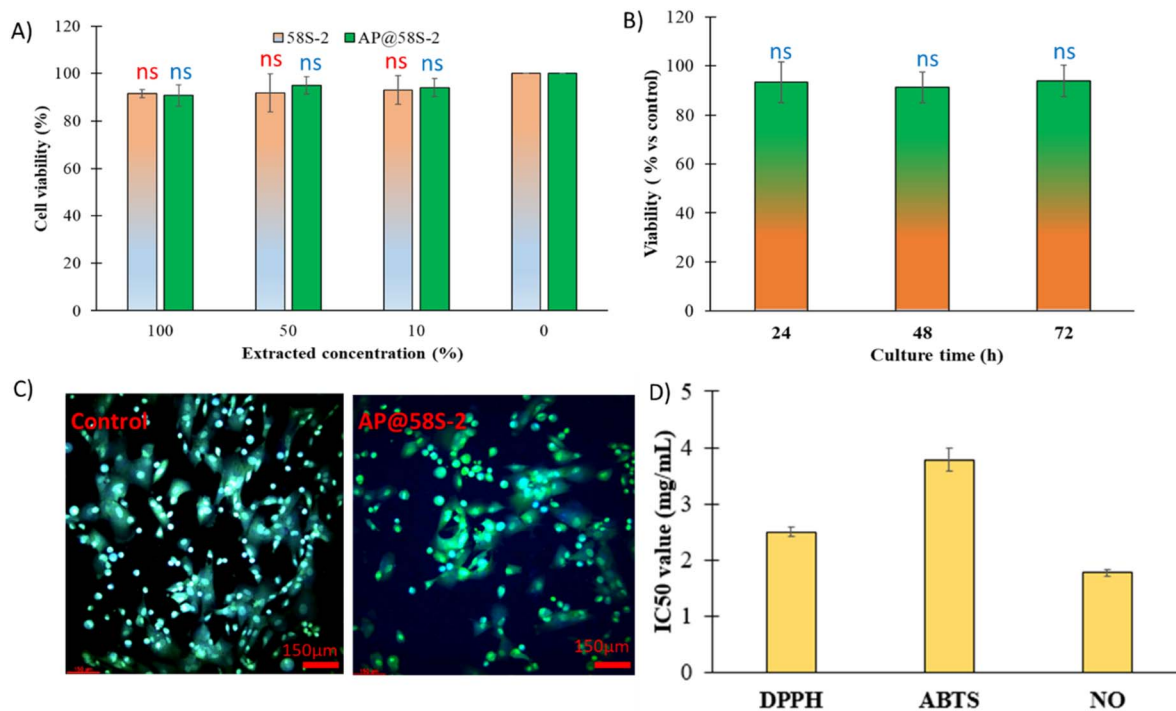 A)
58S-2 AP@58S-2
ns ns ns ns ns ns
120
100
80
60
40
20
0
Cell viability (%)
100 50 10 0
Extracted concentration (%)
B)
ns ns ns
120
100
80
60
40
20
0
Viability ( % vs control)
24 48 72
Culture time (h)
C)
Control
150µm
AP@58S-2
150µm
D)
5
4
3
2
1
0
IC50 value (mg/mL)
DPPH ABTS NO